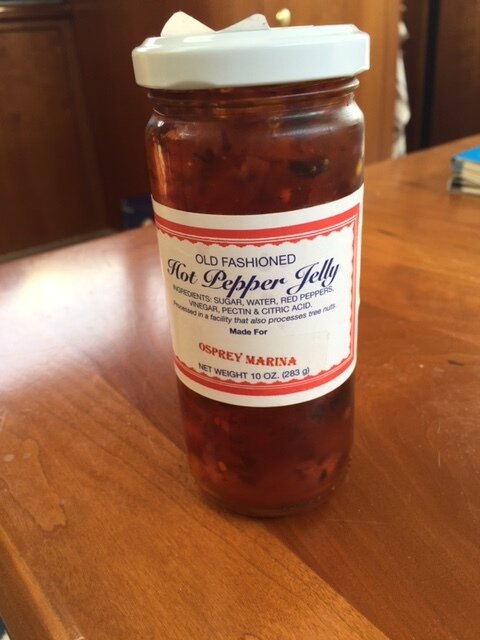 OLD FASHIONED
Hot Pepper Jelly
INGREDIENTS: SUGAR, WATER, RED PEPPERS,
VINEGAR, PECTIN & CITRIC ACID.
Processed in a facility that also processes tree nuts.
Made For
OSPREY MARINA
NET WEIGHT 10 OZ. (283 g)